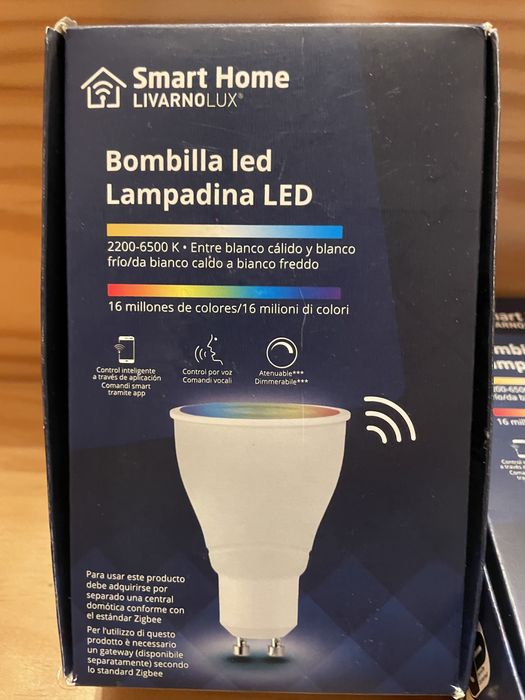 Smart Home
LIVARNOLUX®
Bombilla led
Lampadina LED
2200-6500 K • Entre blanco cálido y blanco
frío/da bianco caldo a bianco freddo
16 millones de colores/16 milioni di colori
Control inteligente
a través de aplicación
Comandi smart
tramite app
Control por voz
Comandi vocali
Atenuable***
Dimmerabile***
Para usar este producto
debe adquirirse por
separado una central
domótica conforme con
el estándar Zigbee
Per l'utilizzo di questo
prodotto è necessario
un gateway (disponibile
separatamente) secondo
lo standard Zigbee